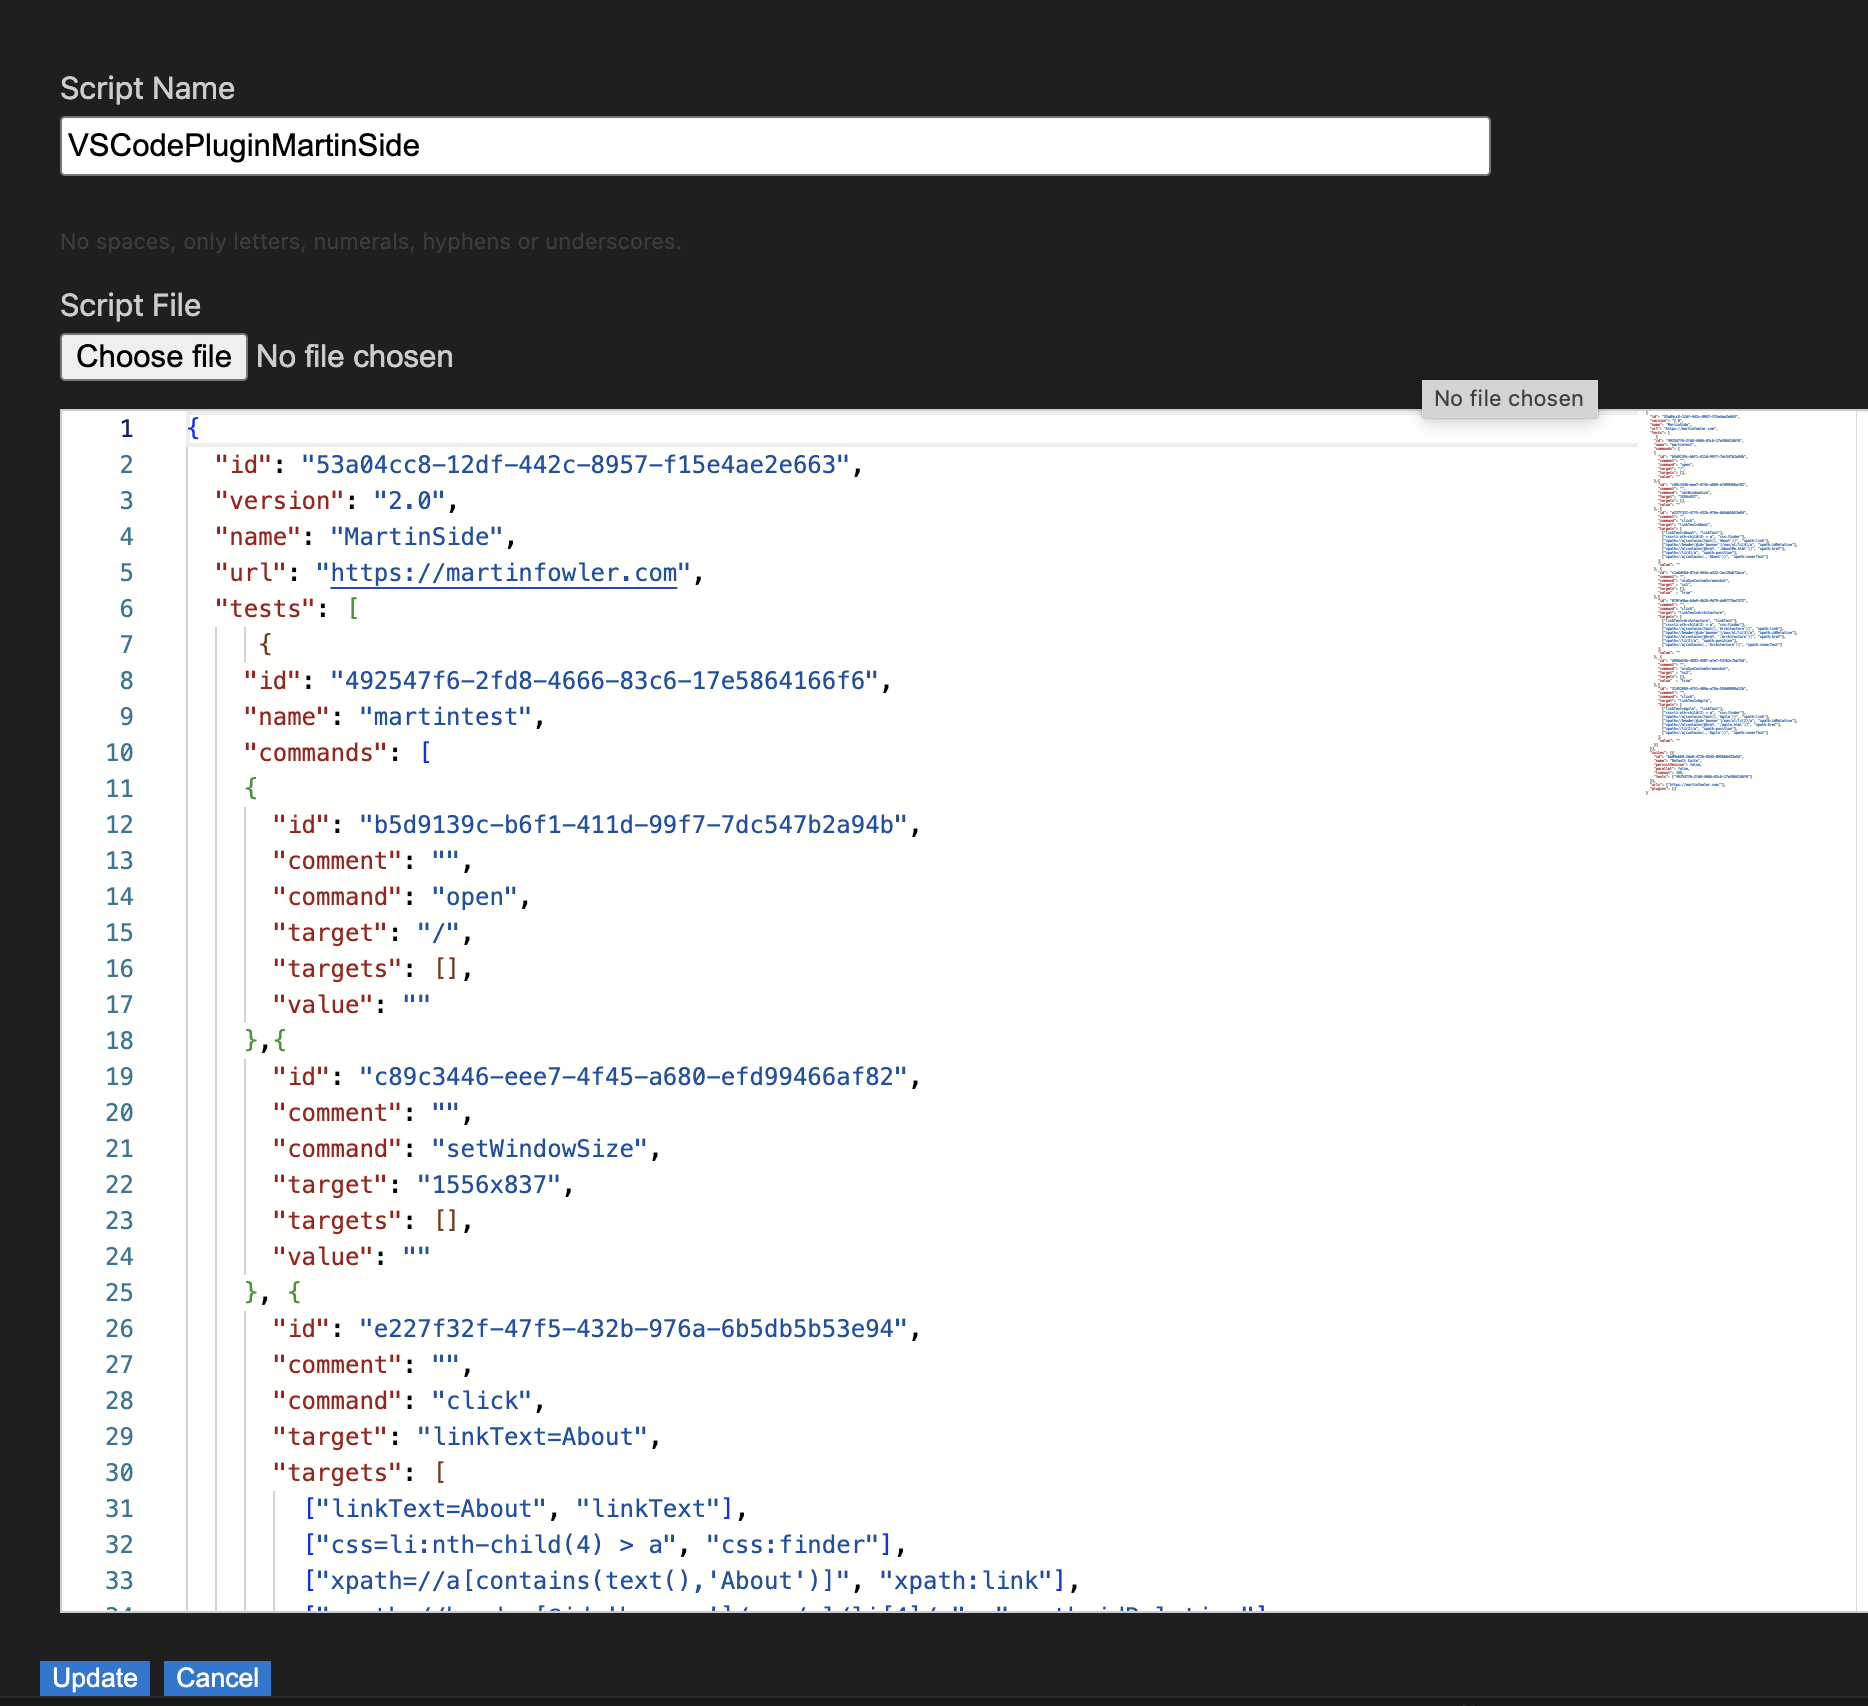 Script Name
VSCodePluginMartinSide
No spaces, only letters, numerals, hyphens or underscores.
Script File
Choose file No file chosen
No file chosen
1 {
2 "id": "53a04cc8-12df-442c-8957-f15e4ae2e663",
3 "version": "2.0",
4 "name": "MartinSide",
5 "url": "https://martinfowler.com",
6 "tests": [
7 {
8 "id": "492547f6-2fd8-4666-83c6-17e5864166f6",
9 "name": "martintest",
10 "commands": [
11 {
12 "id": "b5d9139c-b6f1-411d-99f7-7dc547b2a94b",
13 "comment": "",
14 "command": "open",
15 "target": "/",
16 "targets": [],
17 "value": ""
18 },{
19 "id": "c89c3446-eee7-4f45-a680-efd99466af82",
20 "comment": "",
21 "command": "setWindowSize",
22 "target": "1556x837",
23 "targets": [],
24 "value": ""
25 }, {
26 "id": "e227f32f-47f5-432b-976a-6b5db5b53e94",
27 "comment": "",
28 "command": "click",
29 "target": "linkText=About",
30 "targets": [
31 ["linkText=About", "linkText"],
32 ["css=li:nth-child(4) > a", "css:finder"],
33 ["xpath=//a[contains(text(),'About')]", "xpath:link"],
Update Cancel